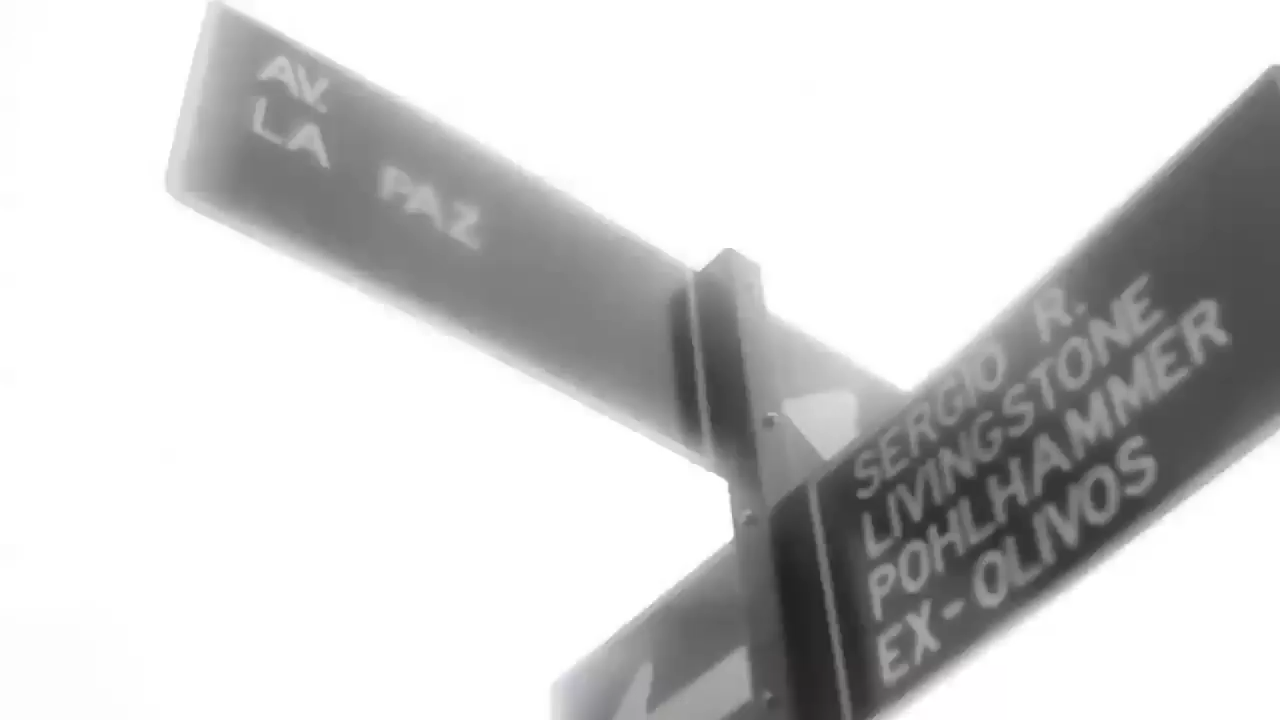 AV.
LA PAZ
SERGIO R.
LIVINGSTONE
POHLHAMMER
EX-OLIVOS